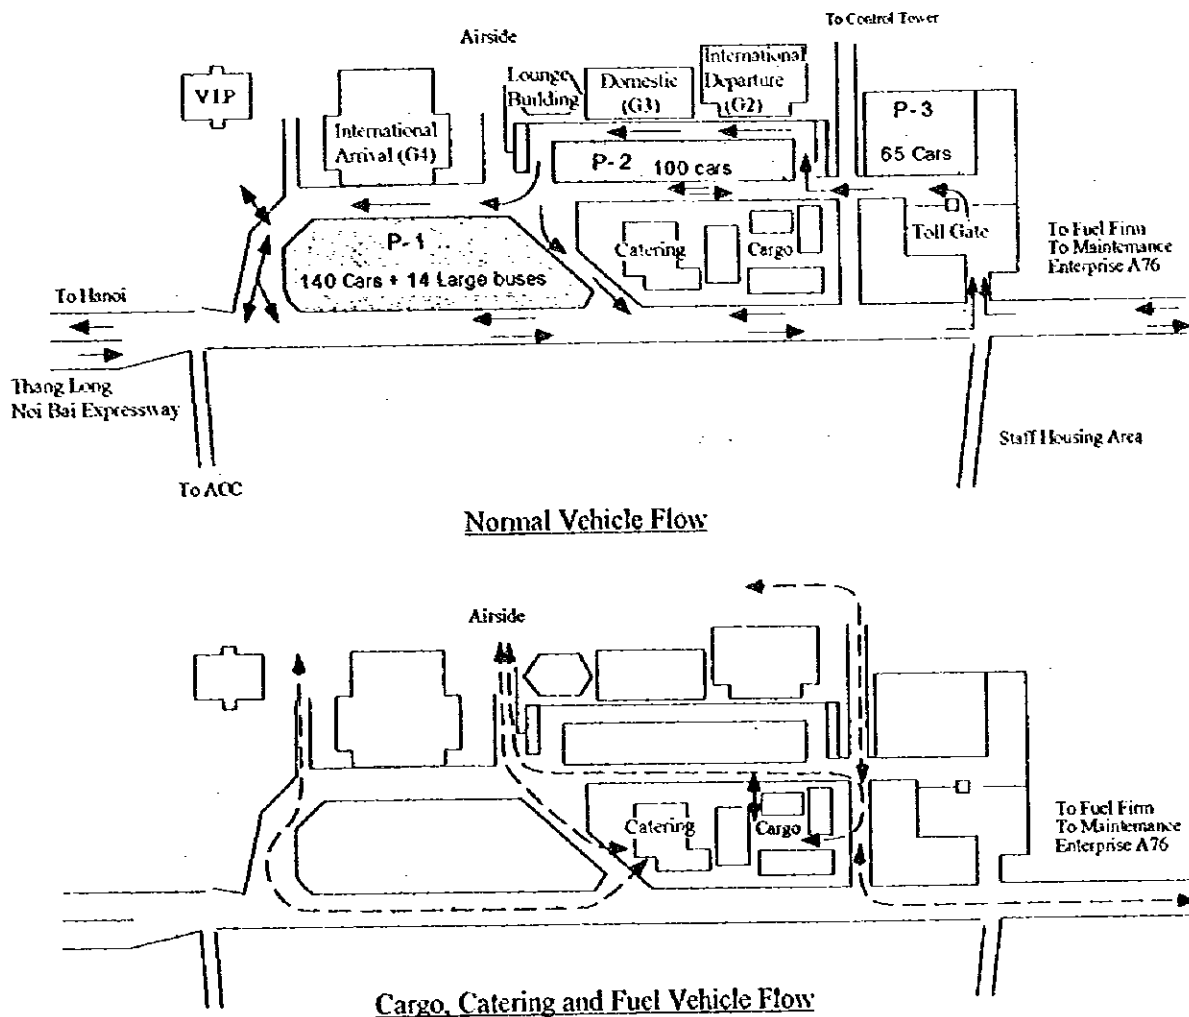 To Control Tower
Airside
VIP
International
Arrival (G4)
Lounge
Building
Domestic
(G3)
International
Departure
(G2)
P-3
65 Cars
P-2 100 cars
P-1
140 Cars + 14 Large buses
Catering
Cargo
Toll Gate
To Fuel Firm
To Maintenance
Enterprise A76
To Hanoi
Thang Long
Noi Bai Expressway
To ACC
Staff Housing Area
Normal Vehicle Flow
Airside
Catering
Cargo
To Fuel Firm
To Maintenance
Enterprise A76
Cargo, Catering and Fuel Vehicle Flow